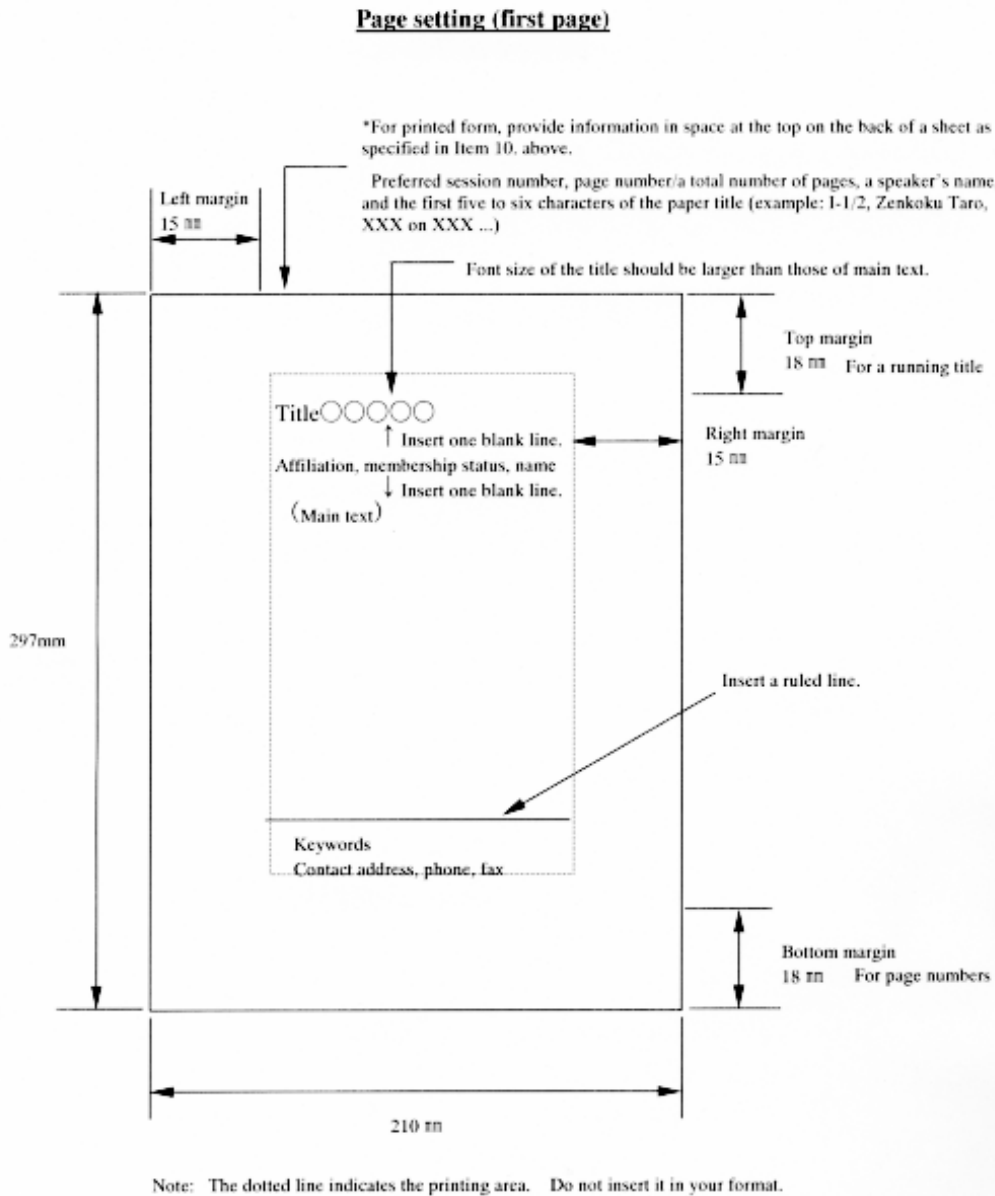 Page setting (first page)
*For printed form, provide information in space at the top on the back of a sheet as
specified in Item 10. above.
Preferred session number, page number/a total number of pages, a speaker's name
and the first five to six characters of the paper title (example: I-1/2, Zenkoku Taro,
XXX on XXX ...)
Left margin
15 ㎜
Font size of the title should be larger than those of main text.
Top margin
18 ㎜ For a running title
Title○○○○○
↑ Insert one blank line.
Right margin
15 ㎜
Affiliation, membership status, name
↓ Insert one blank line.
(Main text)
297mm
Insert a ruled line.
Keywords
Contact address, phone, fax
Bottom margin
18 ㎜ For page numbers
210 ㎜
Note: The dotted line indicates the printing area. Do not insert it in your format.